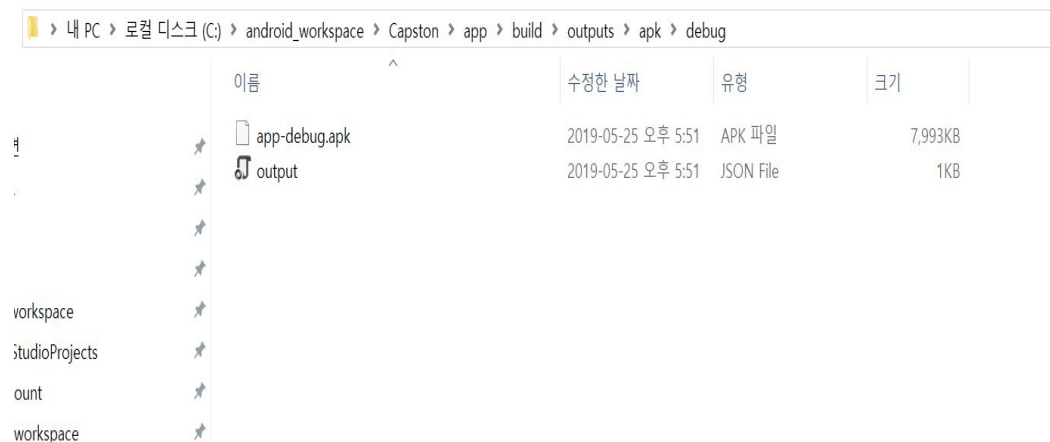 내 PC > 로컬 디스크 (C:) > android_workspace > Capston > app > build > outputs > apk > debug
이름 수정한 날짜 유형 크기
app-debug.apk 2019-05-25 오후 5:51 APK 파일 7,993KB
output 2019-05-25 오후 5:51 JSON File 1KB
workspace
StudioProjects
ount
workspace